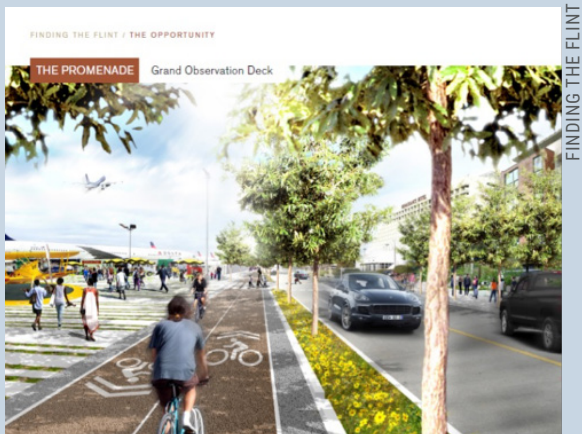 FINDING THE FLINT / THE OPPORTUNITY
THE PROMENADE Grand Observation Deck
FINDING THE FLINT